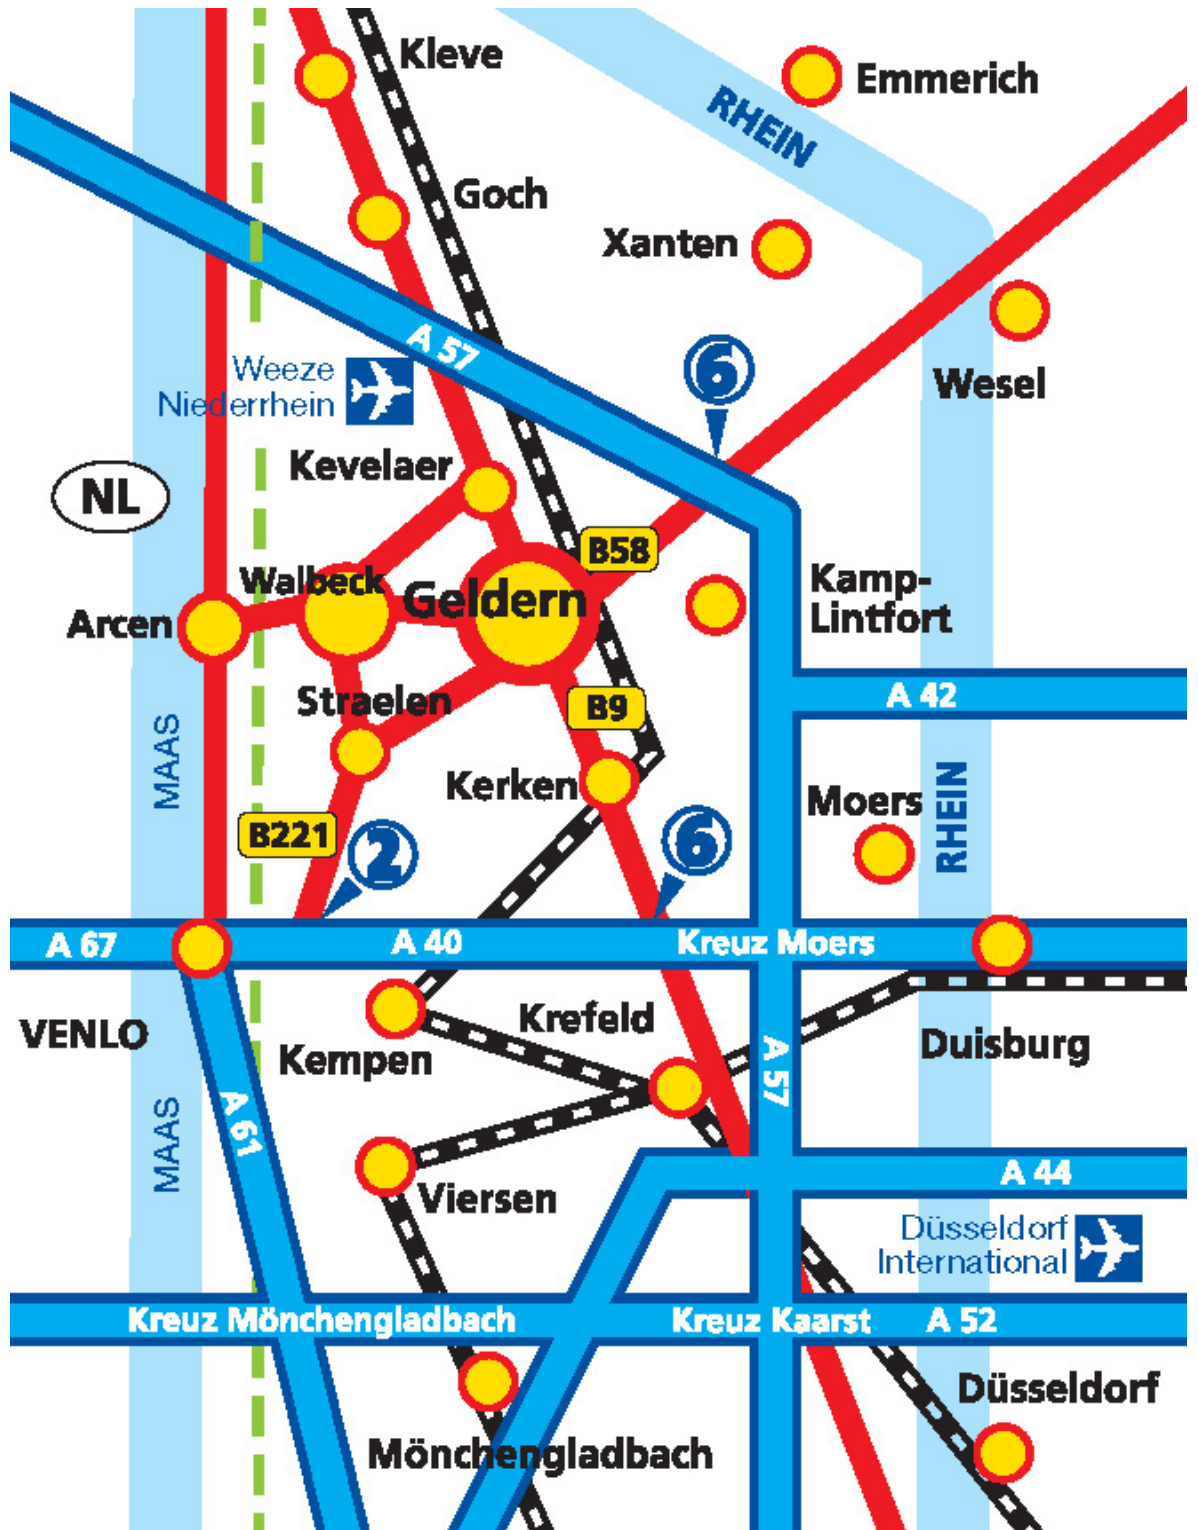 Kleve
Emmerich
RHEIN
Goch
Xanten
A 57
Weeze
Niederrhein
6
Wesel
Kevelaer
NL
B58
Walbeck
Geldern
Kamp-
Lintfort
Arcen
Straelen
B9
A 42
MAAS
Kerken
Moers
RHEIN
B221
2
6
A 67
A 40
Kreuz Moers
VENLO
Krefeld
Kempen
Duisburg
A 57
A 61
MAAS
Viersen
A 44
Düsseldorf
International
Kreuz Mönchengladbach
Kreuz Kaarst
A 52
Düsseldorf
Mönchengladbach